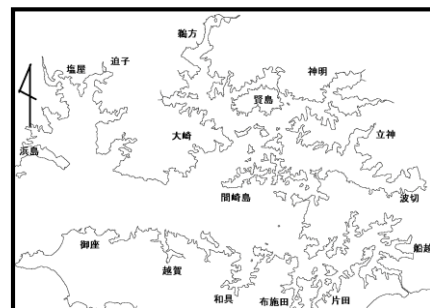 鵜方
塩屋
迫子
神明
賢島
大崎
立神
浜島
間崎島
波切
御座
船越
越賀
和具
布施田
片田